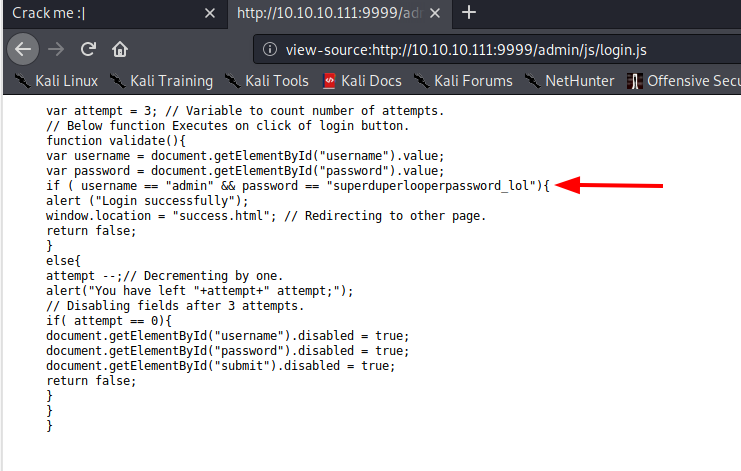 Crack me :|
http://10.10.10.111:9999/ad
view-source:http://10.10.10.111:9999/admin/js/login.js
Kali Linux Kali Training Kali Tools Kali Docs Kali Forums NetHunter Offensive Secu
var attempt = 3; // Variable to count number of attempts.
// Below function Executes on click of login button.
function validate(){
var username = document.getElementById("username").value;
var password = document.getElementById("password").value;
if ( username == "admin" && password == "superduperlooperpassword_lol"){
alert ("Login successfully");
window.location = "success.html"; // Redirecting to other page.
return false;
}
else{
attempt --;// Decrementing by one.
alert("You have left "+attempt+" attempt;");
// Disabling fields after 3 attempts.
if( attempt == 0){
document.getElementById("username").disabled = true;
document.getElementById("password").disabled = true;
document.getElementById("submit").disabled = true;
return false;
}
}
}